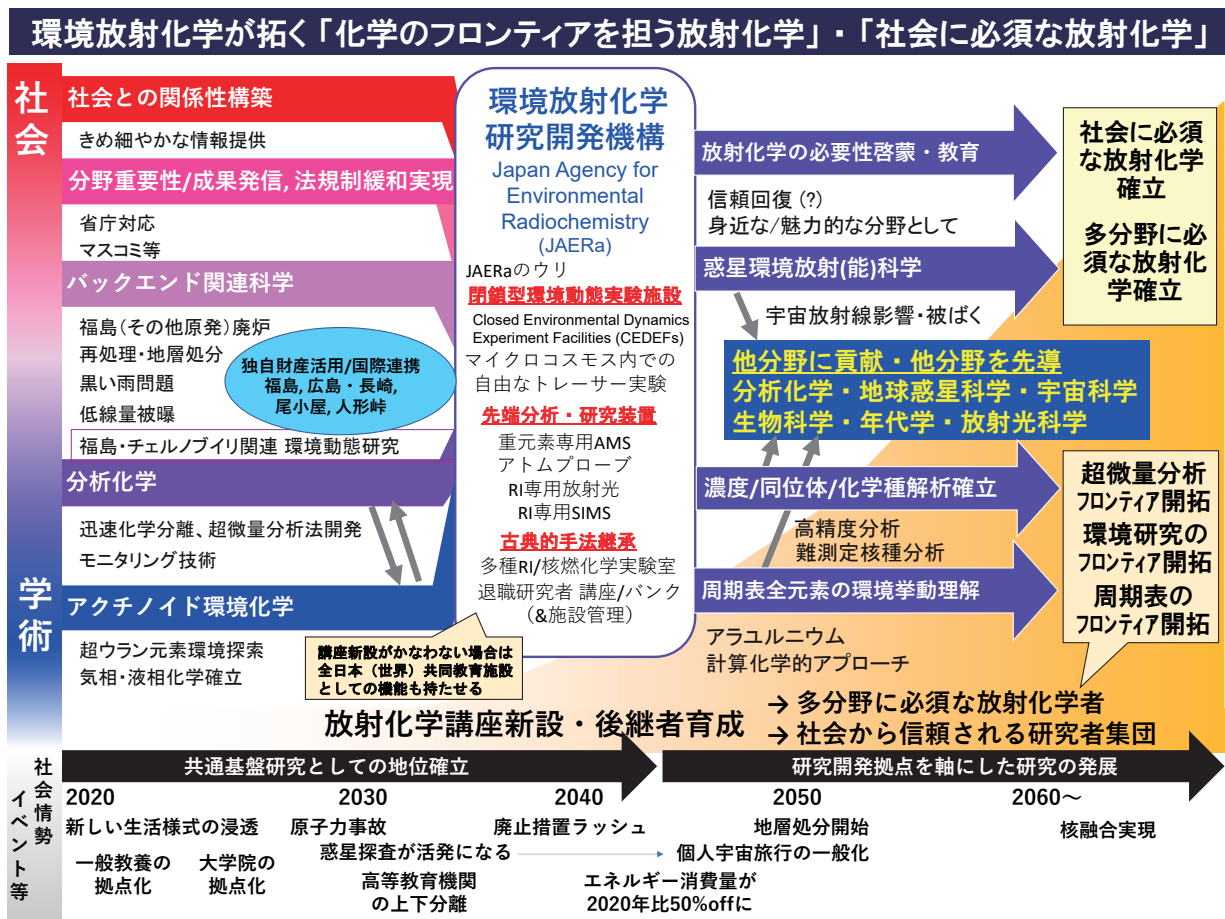 環境放射化学が拓く「化学のフロンティアを担う放射化学」・「社会に必須な放射化学」
社会
学術
社会との関係性構築
きめ細やかな情報提供
分野重要性/成果発信, 法規制緩和実現
省庁対応
マスコミ等
バックエンド関連科学
福島（その他原発）廃炉
再処理・地層処分
黒い雨問題
低線量被曝
福島・チェルノブイリ関連 環境動態研究
独自財産活用/国際連携
福島, 広島・長崎,
尾小屋, 人形峠
分析化学
迅速化学分離、超微量分析法開発
モニタリング技術
アクチノイド環境化学
超ウラン元素環境探索
気相・液相化学確立
講座新設がかなわない場合は
全日本（世界）共同教育施設
としての機能も持たせる
環境放射化学
研究開発機構
Japan Agency for
Environmental
Radiochemistry
(JAERa)
JAERaのウリ
閉鎖型環境動態実験施設
Closed Environmental Dynamics
Experiment Facilities (CEDEFs)
マイクロコスモス内での
自由なトレーサー実験
先端分析・研究装置
重元素専用AMS
アトムプローブ
RI専用放射光
RI専用SIMS
古典的手法継承
多種RI/核燃化学実験室
退職研究者 講座/バンク
(&施設管理)
放射化学の必要性啓蒙・教育
信頼回復 (?)
身近な/魅力的な分野として
惑星環境放射(能)科学
宇宙放射線影響・被ばく
他分野に貢献・他分野を先導
分析化学・地球惑星科学・宇宙科学
生物科学・年代学・放射光科学
濃度/同位体/化学種解析確立
高精度分析
難測定核種分析
周期表全元素の環境挙動理解
アラユルニウム
計算化学的アプローチ
社会に必須
な放射化学
確立
多分野に必
須な放射化
学確立
超微量分析
フロンティア開拓
環境研究の
フロンティア開拓
周期表の
フロンティア開拓
放射化学講座新設・後継者育成
→ 多分野に必須な放射化学者
→ 社会から信頼される研究者集団
社会情勢
イベント等
共通基盤研究としての地位確立
研究開発拠点を軸にした研究の発展
2020 2030 2040 2050 2060～
新しい生活様式の浸透 原子力事故 廃止措置ラッシュ 地層処分開始 核融合実現
惑星探査が活発になる 個人宇宙旅行の一般化
一般教養の
拠点化
大学院の
拠点化
高等教育機関
の上下分離
エネルギー消費量が
2020年比50%offに